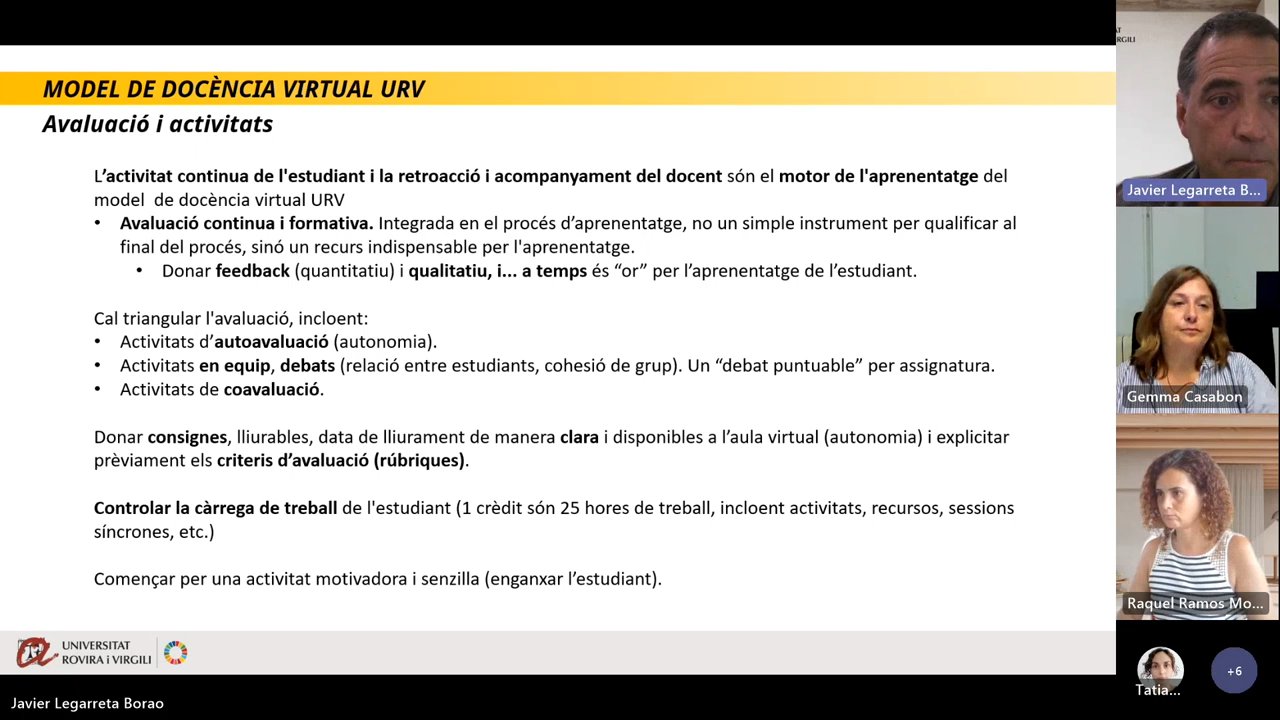 MODEL DE DOCÈNCIA VIRTUAL URV
Avaluació i activitats
L’activitat continua de l'estudiant i la retroacció i acompanyament del docent són el motor de l'aprenentatge del
model de docència virtual URV
• Avaluació continua i formativa. Integrada en el procés d’aprenentatge, no un simple instrument per qualificar al
final del procés, sinó un recurs indispensable per l'aprenentatge.
• Donar feedback (quantitatiu) i qualitatiu, i... a temps és “or” per l’aprenentatge de l’estudiant.
Cal triangular l'avaluació, incloent:
• Activitats d’autoavaluació (autonomia).
• Activitats en equip, debats (relació entre estudiants, cohesió de grup). Un “debat puntuable” per assignatura.
• Activitats de coavaluació.
Donar consignes, lliurables, data de lliurament de manera clara i disponibles a l’aula virtual (autonomia) i explicitar
prèviament els criteris d’avaluació (rúbriques).
Controlar la càrrega de treball de l'estudiant (1 crèdit són 25 hores de treball, incloent activitats, recursos, sessions
síncrones, etc.)
Començar per una activitat motivadora i senzilla (enganxar l’estudiant).
UNIVERSITAT
ROVIRA i VIRGILI
Javier Legarreta Borao
AT
VIRGILI
Javier Legarreta B...
Gemma Casabon
Raquel Ramos Mo...
Tatia...
+6